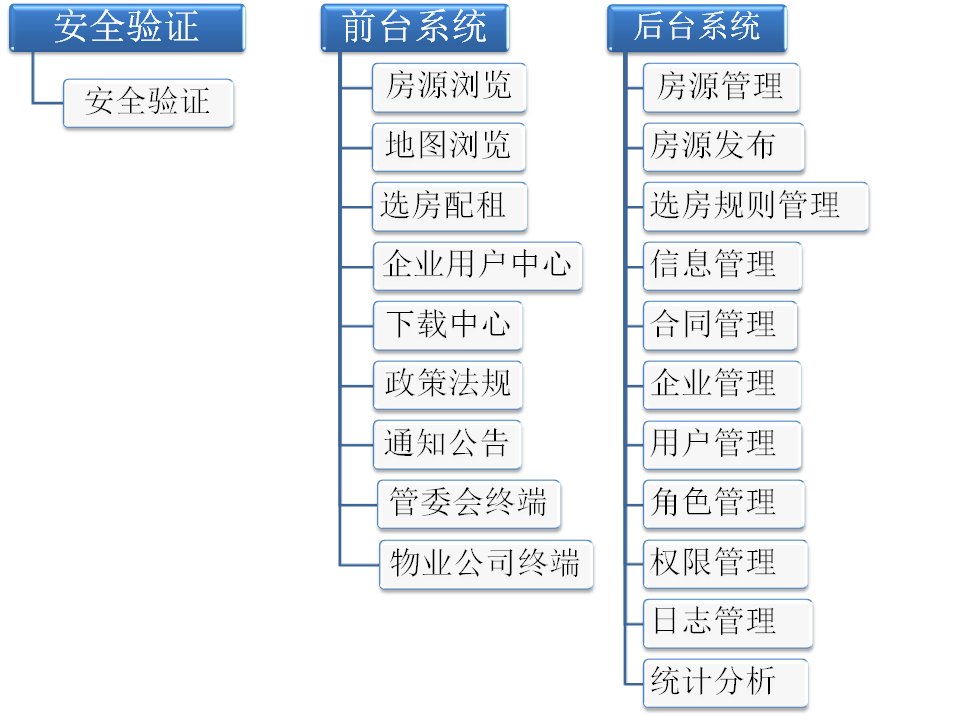 安全验证
安全验证
前台系统
房源浏览
地图浏览
选房配租
企业用户中心
下载中心
政策法规
通知公告
管委会终端
物业公司终端
后台系统
房源管理
房源发布
选房规则管理
信息管理
合同管理
企业管理
用户管理
角色管理
权限管理
日志管理
统计分析